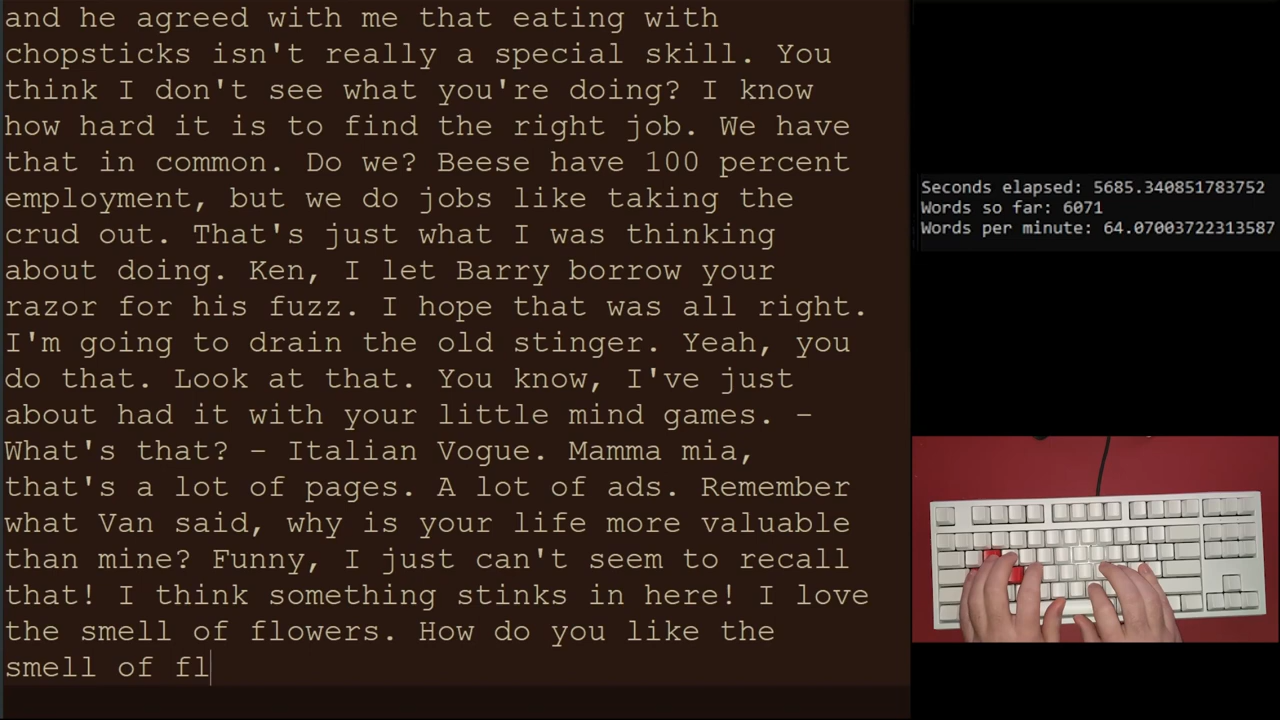 and he agreed with me that eating with
chopsticks isn't really a special skill. You
think I don't see what you're doing? I know
how hard it is to find the right job. We have
that in common. Do we? Beese have 100 percent
employment, but we do jobs like taking the
crud out. That's just what I was thinking
about doing. Ken, I let Barry borrow your
razor for his fuzz. I hope that was all right.
I'm going to drain the old stinger. Yeah, you
do that. Look at that. You know, I've just
about had it with your little mind games. -
What's that? - Italian Vogue. Mamma mia,
that's a lot of pages. A lot of ads. Remember
what Van said, why is your life more valuable
than mine? Funny, I just can't seem to recall
that! I think something stinks in here! I love
the smell of flowers. How do you like the
smell of fl
Seconds elapsed: 5685.340851783752
Words so far: 6071
Words per minute: 64.07003722313587